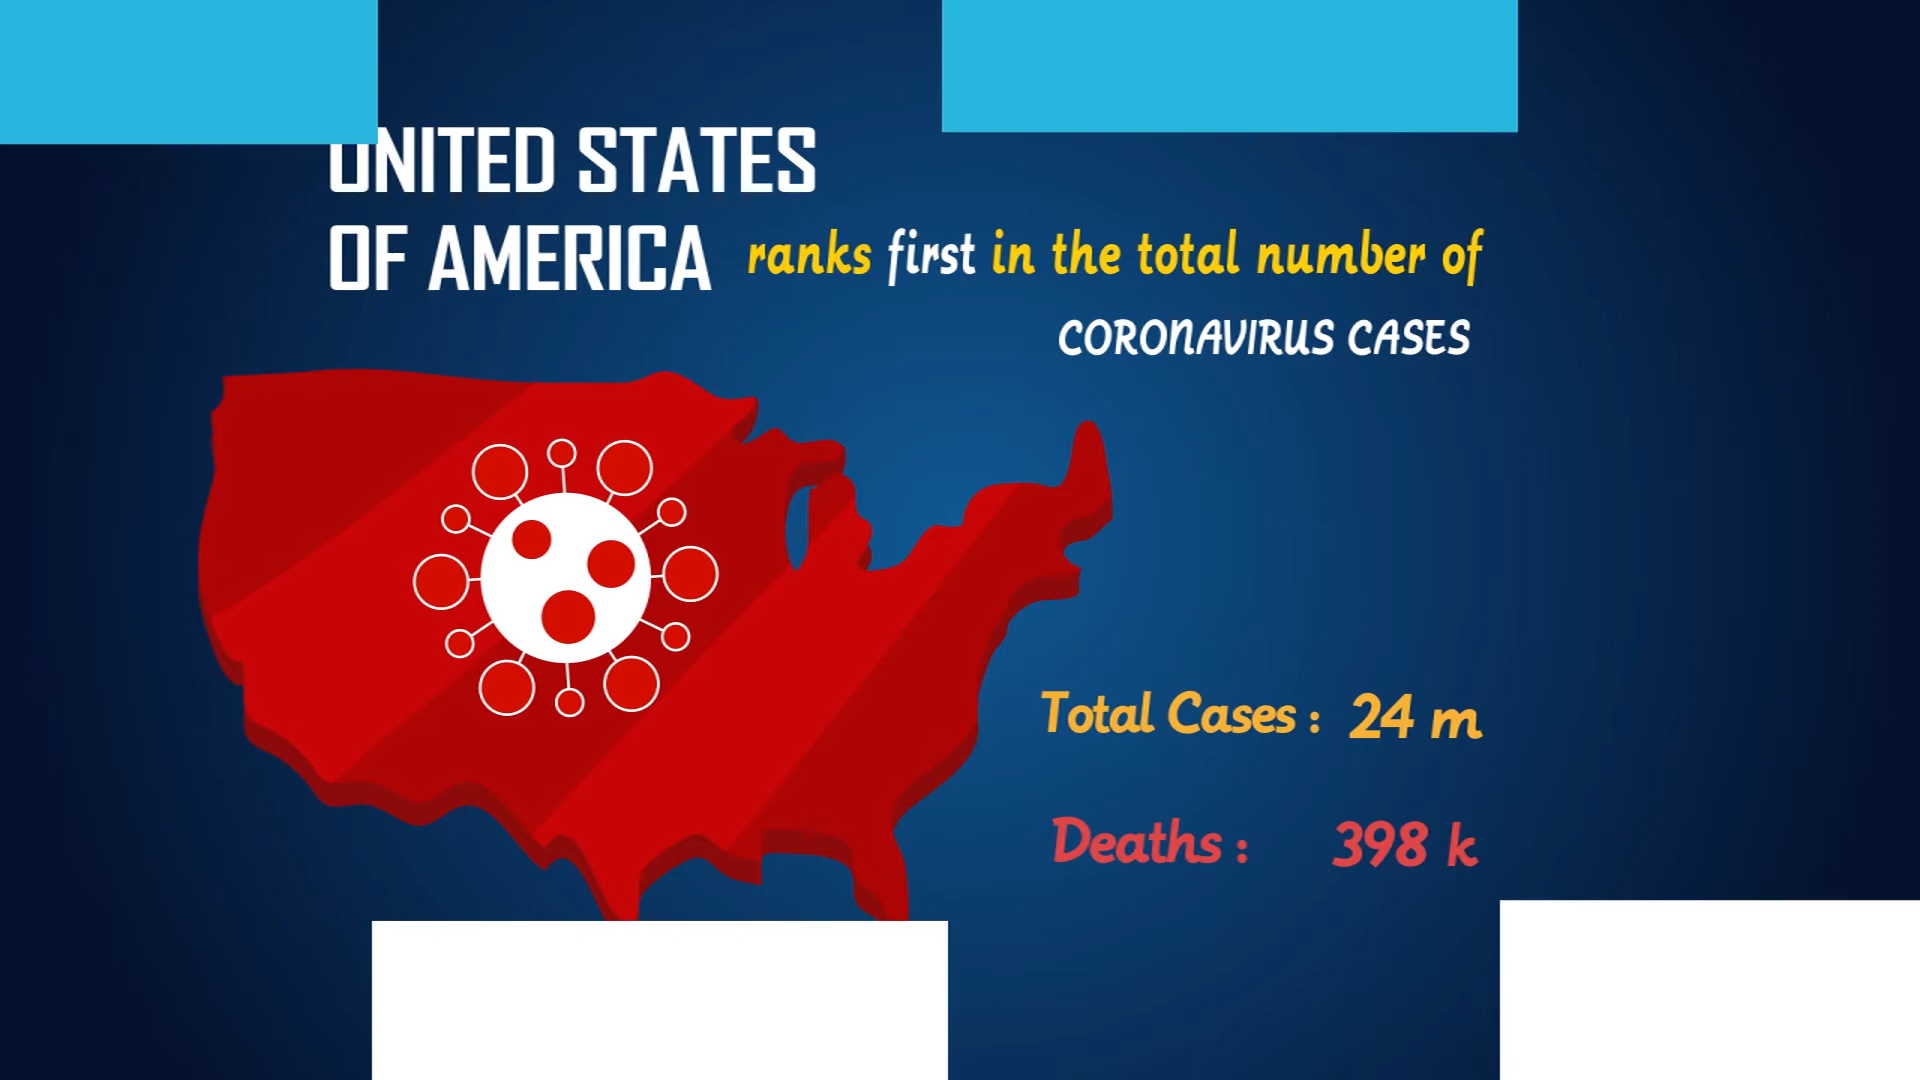 UNITED STATES
OF AMERICA ranks first in the total number of
CORONAVIRUS CASES
Total Cases : 24 m
Deaths : 398 k